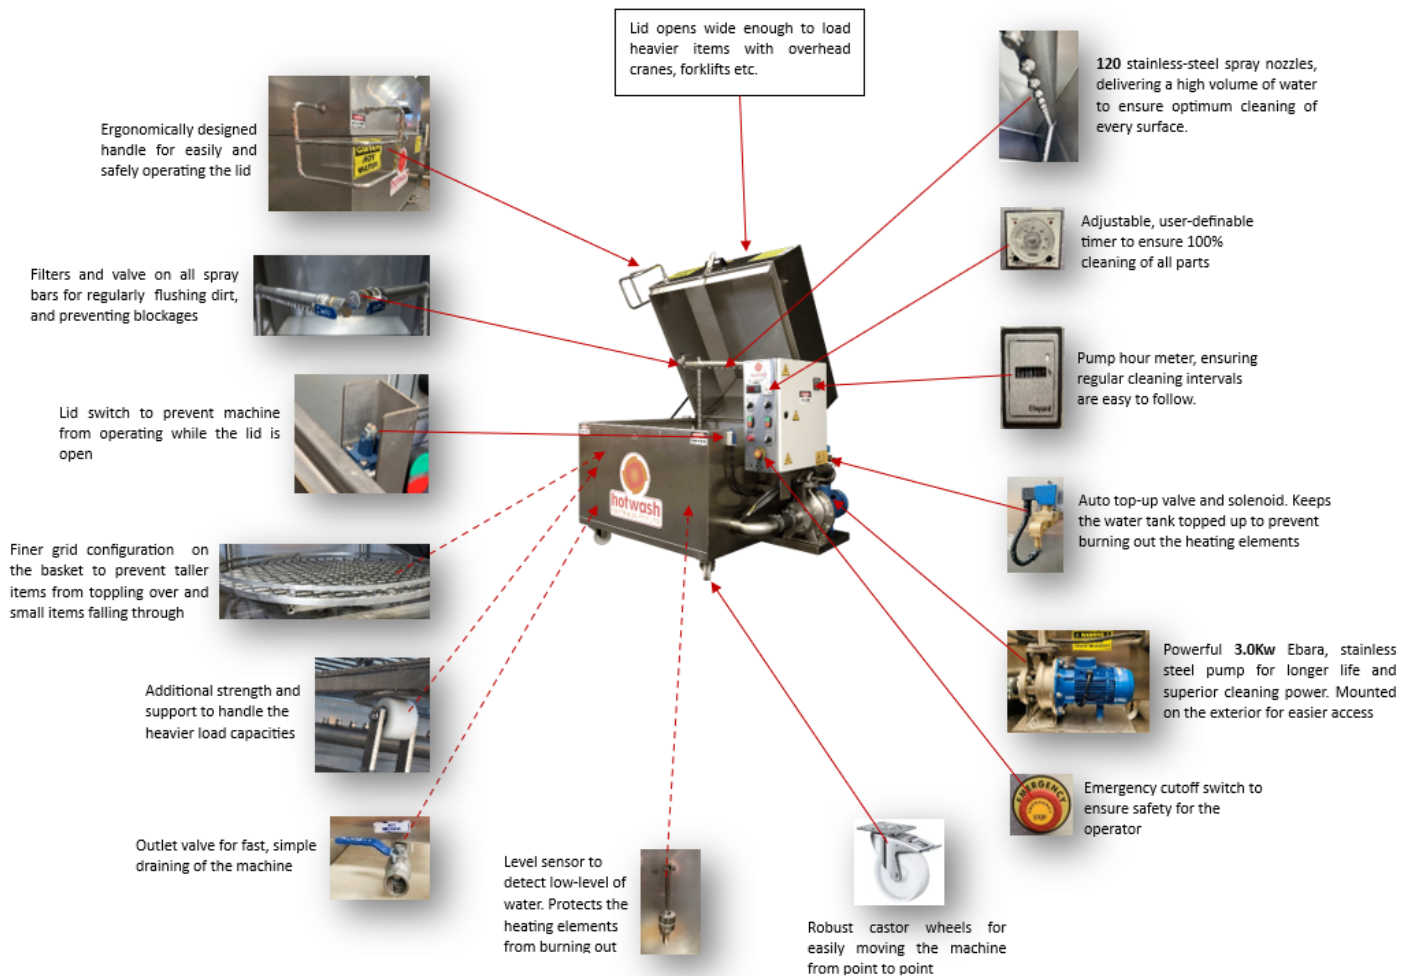 Lid opens wide enough to load
heavier items with overhead
cranes, forklifts etc.
120 stainless-steel spray nozzles,
delivering a high volume of water
to ensure optimum cleaning of
every surface.
Ergonomically designed
handle for easily and
safely operating the lid
Adjustable, user-definable
timer to ensure 100%
cleaning of all parts
Filters and valve on all spray
bars for regularly flushing dirt,
and preventing blockages
Pump hour meter, ensuring
regular cleaning intervals
are easy to follow.
Lid switch to prevent machine
from operating while the lid is
open
hotwash
Auto top-up valve and solenoid. Keeps
the water tank topped up to prevent
burning out the heating elements
Finer grid configuration on
the basket to prevent taller
items from toppling over and
small items falling through
Powerful 3.0Kw Ebara, stainless
steel pump for longer life and
superior cleaning power. Mounted
on the exterior for easier access
Additional strength and
support to handle the
heavier load capacities
EMERGENCY
STOP
Emergency cutoff switch to
ensure safety for the
operator
Outlet valve for fast, simple
draining of the machine
Level sensor to
detect low-level of
water. Protects the
heating elements
from burning out
Robust castor wheels for
easily moving the machine
from point to point